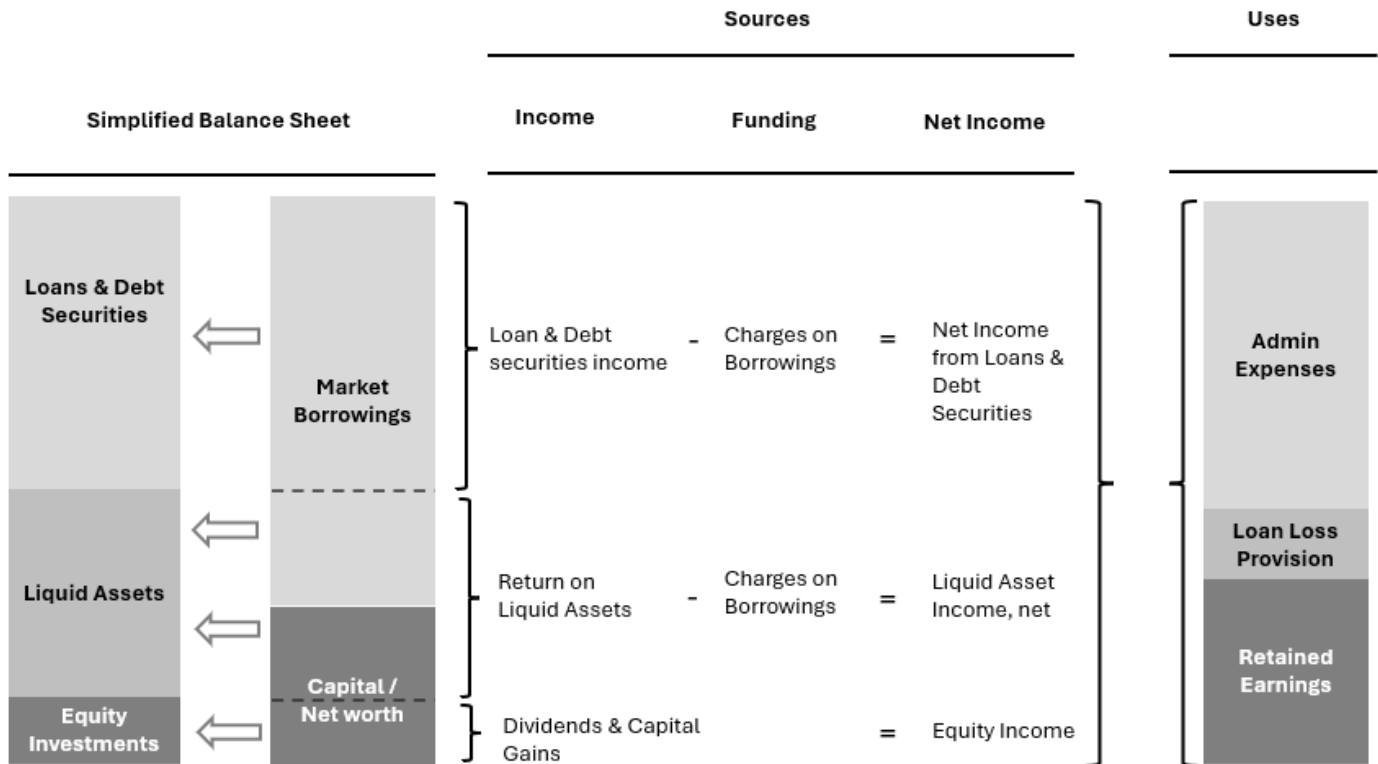 Sources
Uses
Simplified Balance Sheet
Income
Funding
Net Income
Loans & Debt
Securities
Market
Borrowings
Loan & Debt
securities income
-
Charges on
Borrowings
=
Net Income
from Loans &
Debt
Securities
Admin
Expenses
Liquid Assets
Return on
Liquid Assets
-
Charges on
Borrowings
=
Liquid Asset
Income, net
Loan Loss
Provision
Capital /
Net worth
Retained
Earnings
Equity
Investments
Dividends & Capital
Gains
=
Equity Income